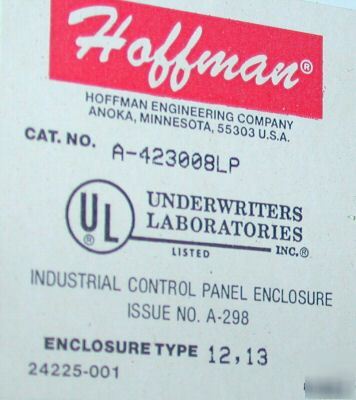 Hoffman®
HOFFMAN ENGINEERING COMPANY
ANOKA, MINNESOTA, 55303 U.S.A.
CAT. NO. A-423008LP
UL®
UNDERWRITERS
LABORATORIES
INC.®
LISTED
INDUSTRIAL CONTROL PANEL ENCLOSURE
ISSUE NO. A-298
ENCLOSURE TYPE 12,13
24225-001